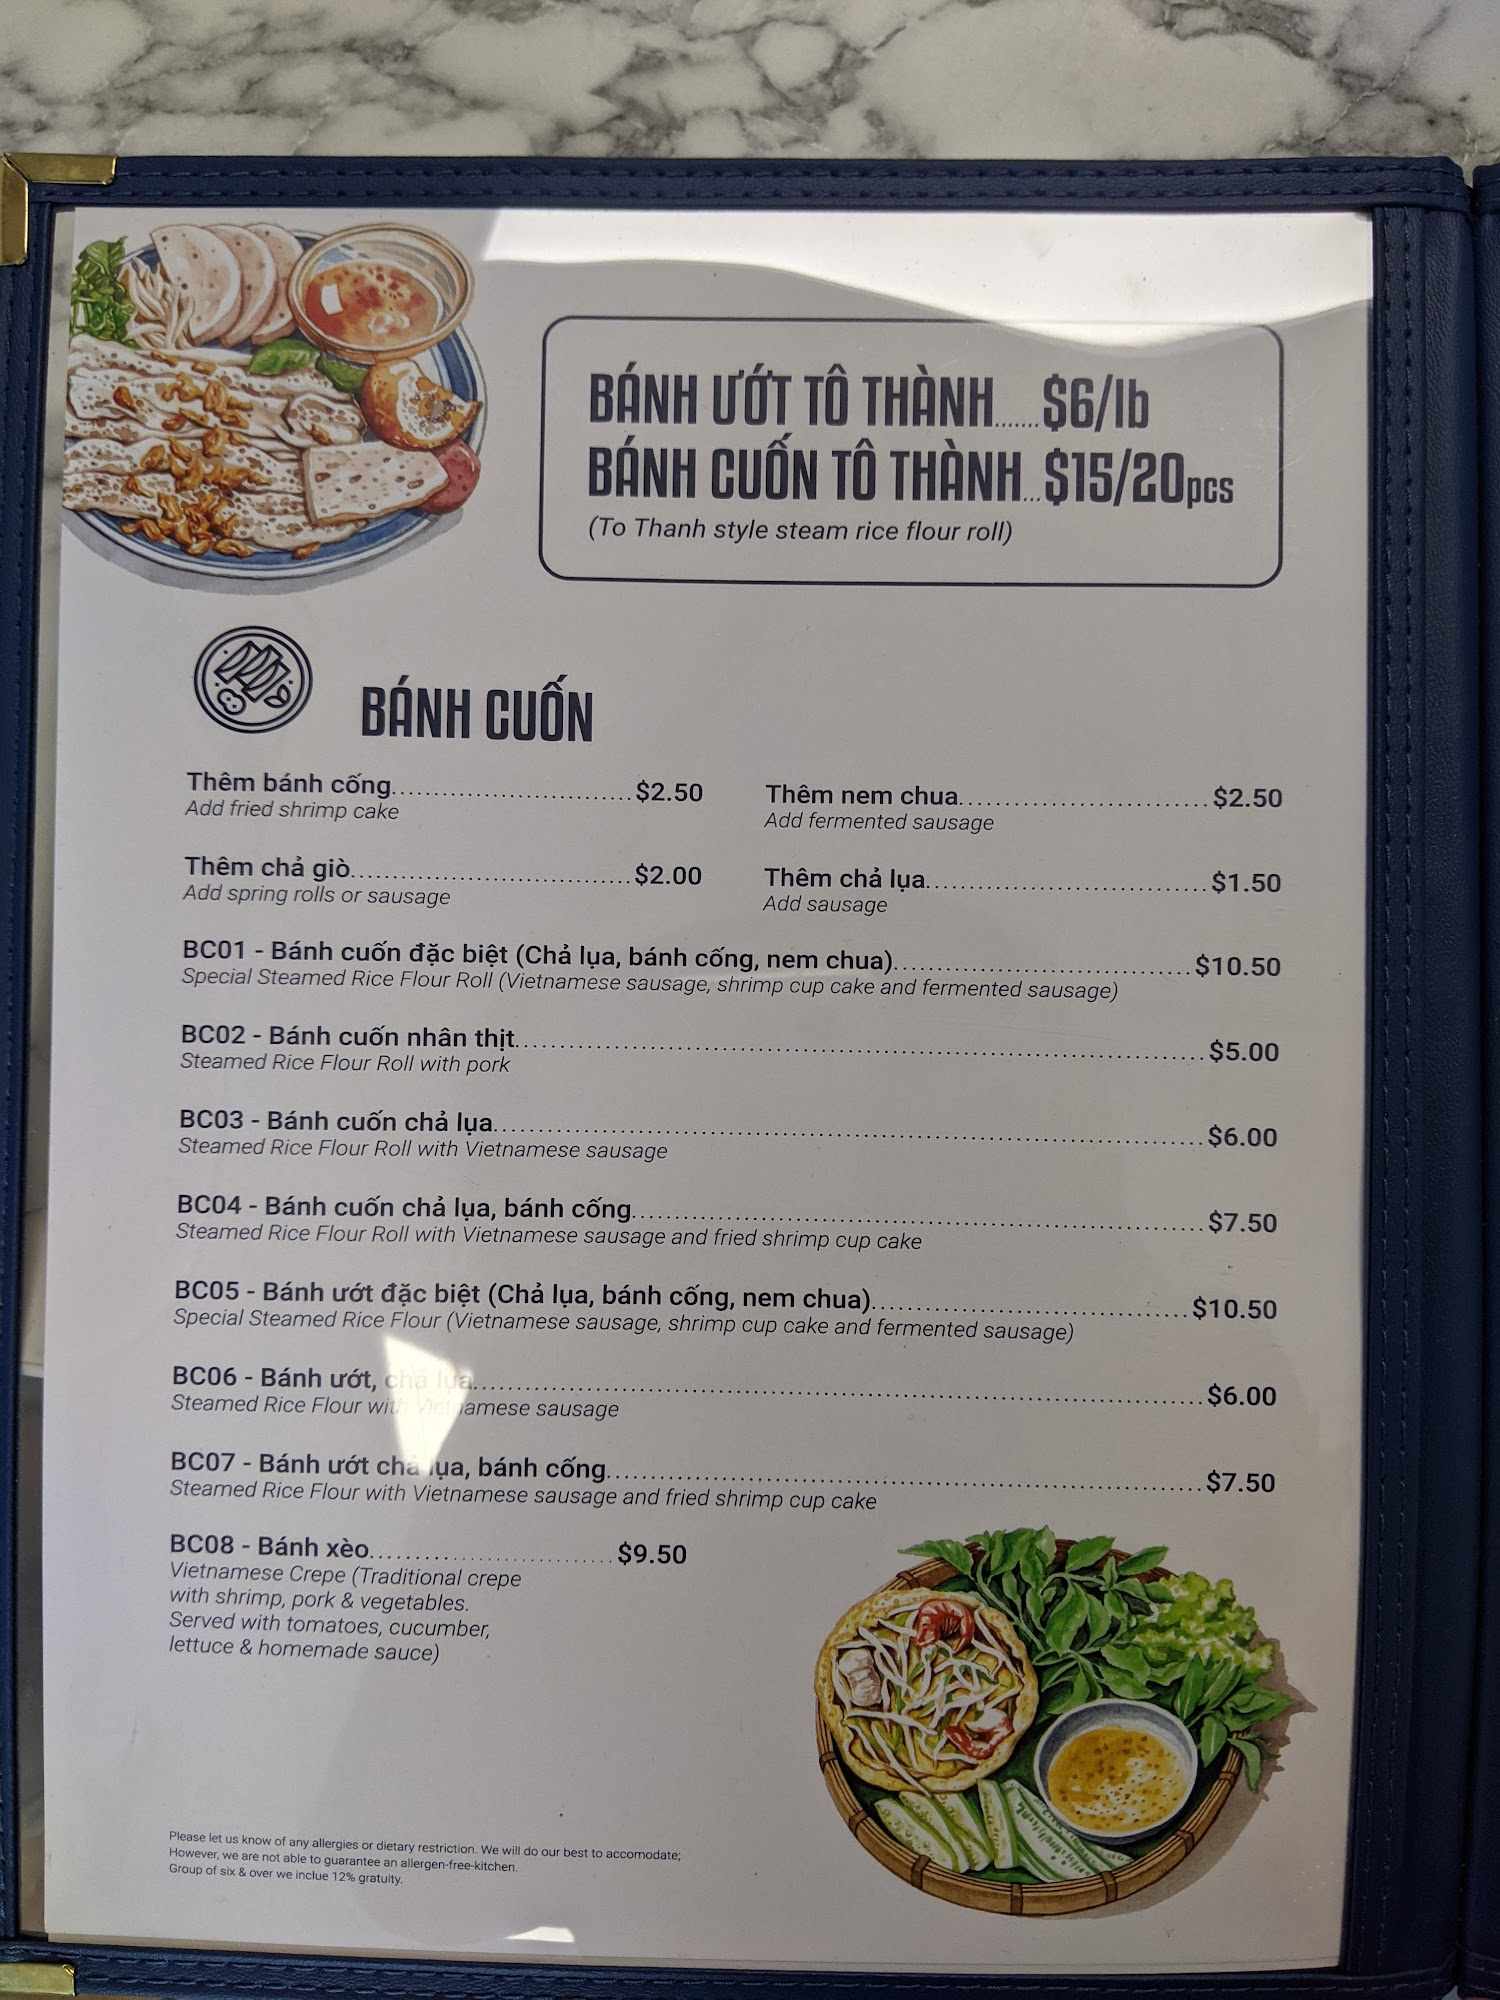 BÁNH ƯỚT TÔ THÀNH.......$6/lb
BÁNH CUỐN TÔ THÀNH...$15/20pcs
(To Thanh style steam rice flour roll)
BÁNH CUỐN
Thêm bánh cống $2.50
Add fried shrimp cake
Thêm nem chua $2.50
Add fermented sausage
Thêm chả giò $2.00
Add spring rolls or sausage
Thêm chả lụa $1.50
Add sausage
BC01 - Bánh cuốn đặc biệt (Chả lụa, bánh cống, nem chua) $10.50
Special Steamed Rice Flour Roll (Vietnamese sausage, shrimp cup cake and fermented sausage)
BC02 - Bánh cuốn nhân thịt $5.00
Steamed Rice Flour Roll with pork
BC03 - Bánh cuốn chả lụa $6.00
Steamed Rice Flour Roll with Vietnamese sausage
BC04 - Bánh cuốn chả lụa, bánh cống $7.50
Steamed Rice Flour Roll with Vietnamese sausage and fried shrimp cup cake
BC05 - Bánh ướt đặc biệt (Chả lụa, bánh cống, nem chua) $10.50
Special Steamed Rice Flour (Vietnamese sausage, shrimp cup cake and fermented sausage)
BC06 - Bánh ướt, chả lụa $6.00
Steamed Rice Flour with Vietnamese sausage
BC07 - Bánh ướt chả lụa, bánh cống $7.50
Steamed Rice Flour with Vietnamese sausage and fried shrimp cup cake
BC08 - Bánh xèo $9.50
Vietnamese Crepe (Traditional crepe
with shrimp, pork & vegetables.
Served with tomatoes, cucumber,
lettuce & homemade sauce)
Please let us know of any allergies or dietary restriction. We will do our best to accomodate;
However, we are not able to guarantee an allergen-free-kitchen.
Group of six & over we inclue 12% gratuity.